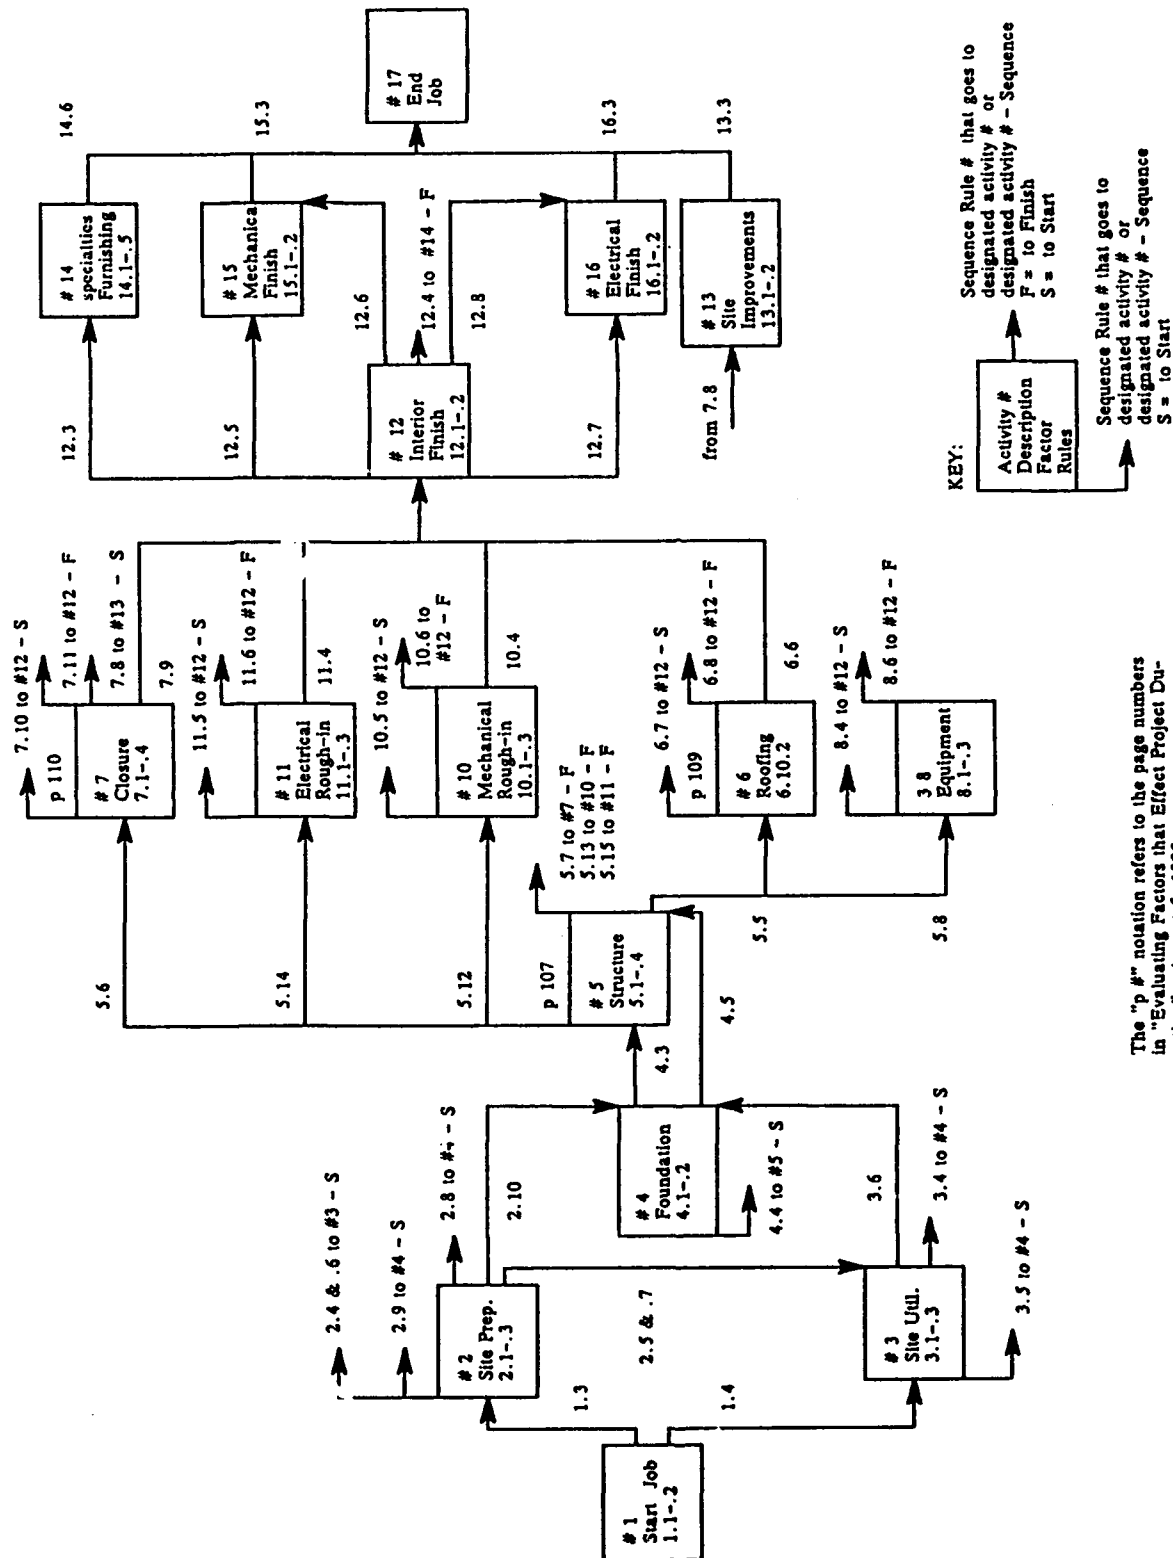 # 1
Start Job
1.1-.2
1.3
1.4
2.4 & .6 to #3 - S
2.9 to #4 - S
2.8 to #4 - S
# 2
Site Prep.
2.1-.3
2.10
2.5 & .7
# 3
Site Util.
3.1-.3
3.6
3.4 to #4 - S
3.5 to #4 - S
# 4
Foundation
4.1-.2
4.4 to #5 - S
4.3
4.5
p 107
# 5
Structure
5.1-.4
5.7 to #7 - F
5.13 to #10 - F
5.15 to #11 - F
5.6
5.14
5.12
5.5
5.8
7.10 to #12 - S
p 110
# 7
Closure
7.1-.4
7.11 to #12 - F
7.8 to #13 - S
7.9
11.5 to #12 - S
# 11
Electrical
Rough-in
11.1-.3
11.6 to #12 - F
11.4
10.5 to #12 - S
# 10
Mechanical
Rough-in
10.1-.3
10.6 to
#12 - F
10.4
6.7 to #12 - S
p 109
# 6
Roofing
6.10.2
6.8 to #12 - F
6.6
8.4 to #12 - S
3 8
Equipment
8.1-.3
8.6 to #12 - F
12.3
12.5
# 12
Interior
Finish
12.1-.2
12.6
12.4 to #14 - F
12.8
12.7
from 7.8
# 14
specialties
Furnishing
14.1-.5
# 15
Mechanical
Finish
15.1-.2
# 16
Electrical
Finish
16.1-.2
# 13
Site
Improvements
13.1-.2
14.6
15.3
16.3
13.3
# 17
End
Job
KEY:
Activity #
Description
Factor
Rules
Sequence Rule # that goes to
designated activity # or
designated activity # - Sequence
F = to Finish
S = to Start
Sequence Rule # that goes to
designated activity # or
designated activity # - Sequence
S = to Start
The "p #" notation refers to the page numbers
in "Evaluating Factors that Effect Project Du-